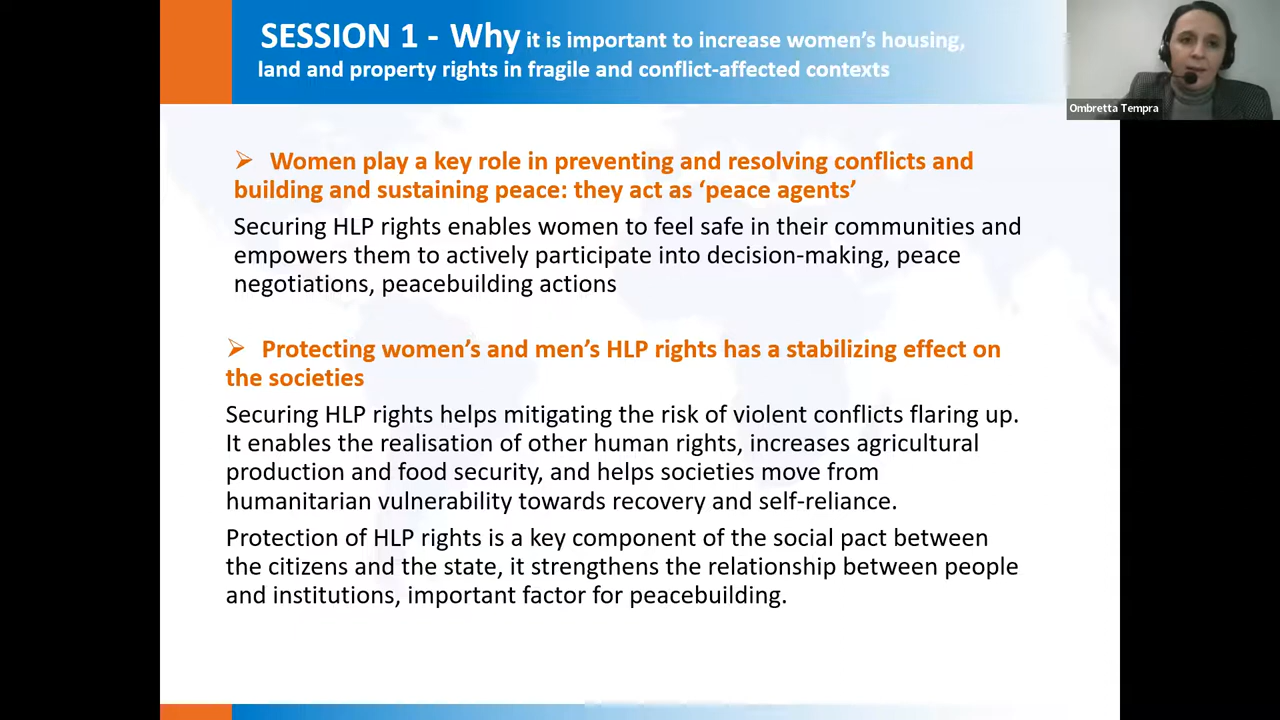 SESSION 1 - Why it is important to increase women's housing,
land and property rights in fragile and conflict-affected contexts
Ombretta Tempra
➢ Women play a key role in preventing and resolving conflicts and
building and sustaining peace: they act as ‘peace agents’
Securing HLP rights enables women to feel safe in their communities and
empowers them to actively participate into decision-making, peace
negotiations, peacebuilding actions
➢ Protecting women’s and men’s HLP rights has a stabilizing effect on
the societies
Securing HLP rights helps mitigating the risk of violent conflicts flaring up.
It enables the realisation of other human rights, increases agricultural
production and food security, and helps societies move from
humanitarian vulnerability towards recovery and self-reliance.
Protection of HLP rights is a key component of the social pact between
the citizens and the state, it strengthens the relationship between people
and institutions, important factor for peacebuilding.